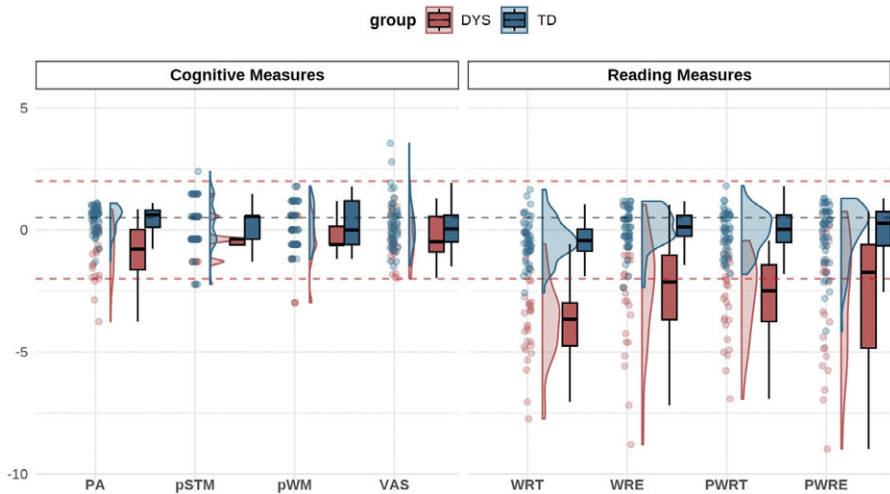 group DYS TD
Cognitive Measures Reading Measures
5
0
-5
-10
PA pSTM pWM VAS WRT WRE PWRT PWRE